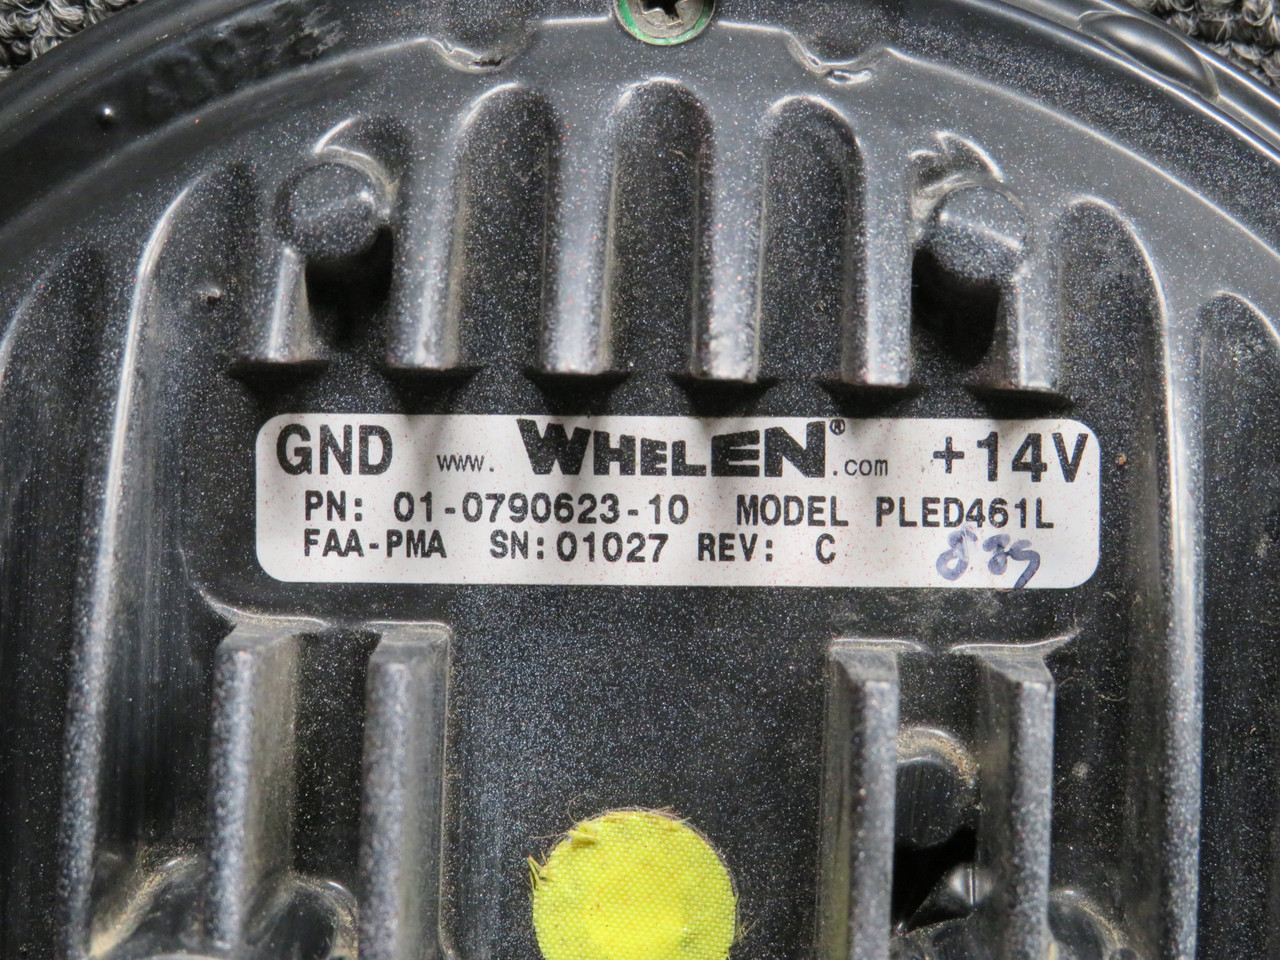 GND www. WHELEN®.com +14V
PN: 01-0790623-10 MODEL PLED461L
FAA-PMA SN:01027 REV: C